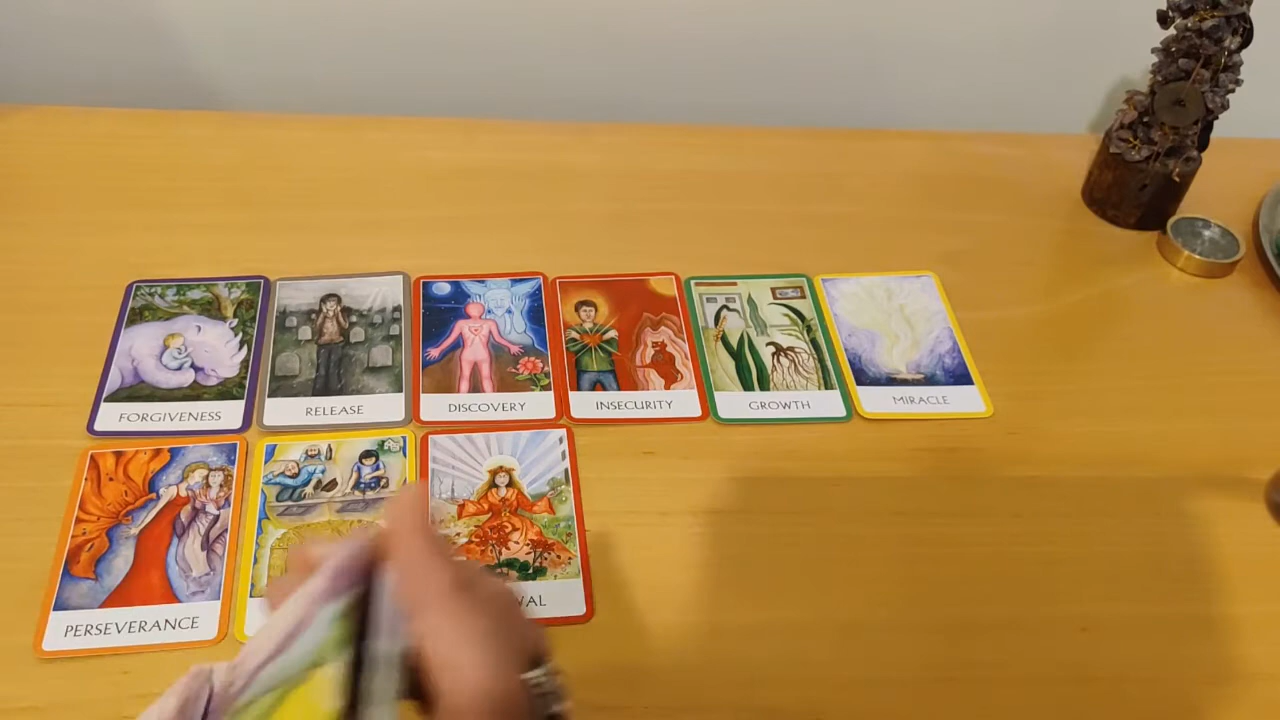 FORGIVENESS
RELEASE
DISCOVERY
INSECURITY
GROWTH
MIRACLE
PERSEVERANCE